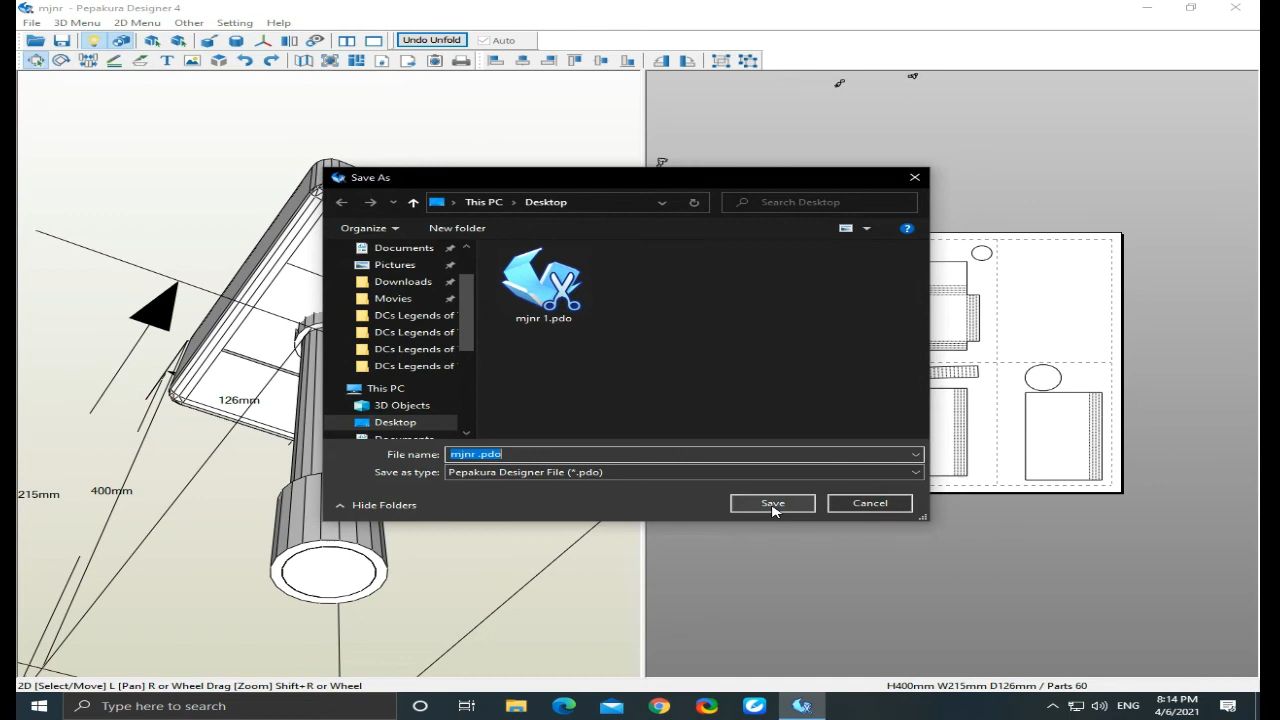 mjnr - Pepakura Designer 4
File 3D Menu 2D Menu Other Setting Help
Undo Unfold Auto
Save As
This PC Desktop Search Desktop
Organize New folder
Documents
Pictures
Downloads
Movies
DCs Legends of
DCs Legends of
DCs Legends of
DCs Legends of
This PC
3D Objects
Desktop
mjnr 1.pdo
File name: mjnr .pdo
Save as type: Pepakura Designer File (*.pdo)
Hide Folders Save Cancel
126mm
215mm
400mm
2D [Select/Move] L [Pan] R or Wheel Drag [Zoom] Shift+R or Wheel H400mm W215mm D126mm / Parts 60
Type here to search ENG 8:14 PM
4/6/2021